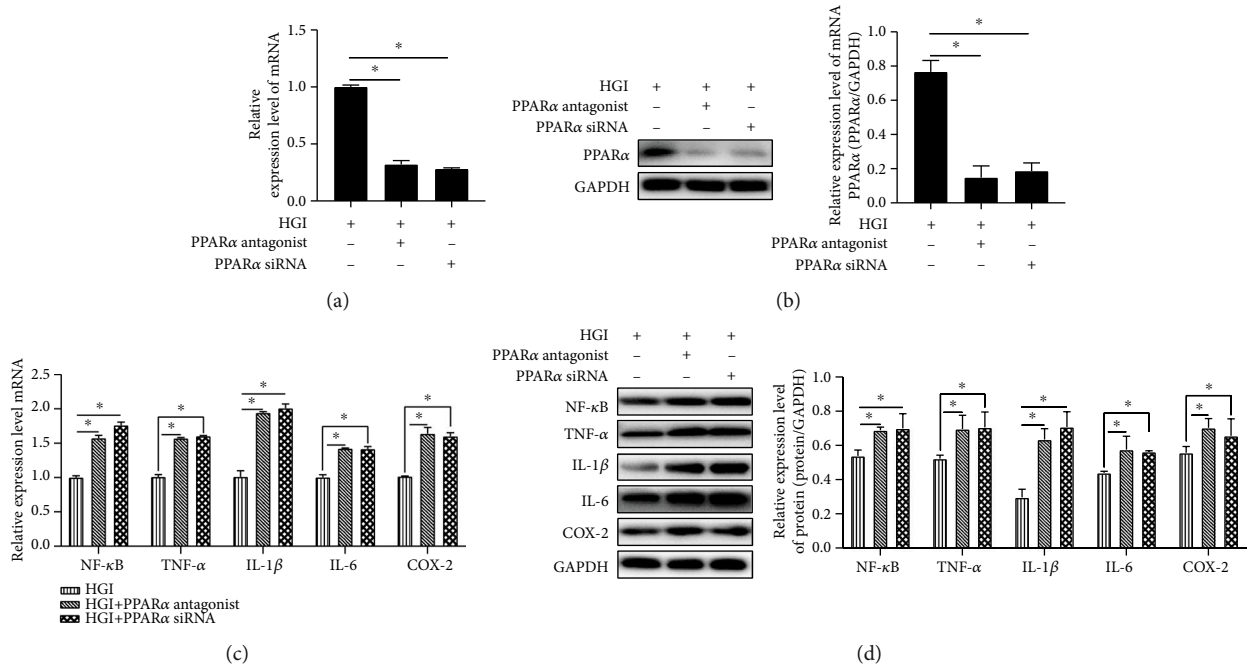 Relative
expression level of mRNA
1.5
1.0
0.5
0.0
*
*
HGI + + +
PPARα antagonist – + –
PPARα siRNA – – +
(a)
HGI + + +
PPARα antagonist – + –
PPARα siRNA – – +
PPARα
GAPDH
Relative expression level of mRNA
PPARα (PPARα/GAPDH)
1.0
0.8
0.6
0.4
0.2
0.0
*
*
HGI + + +
PPARα antagonist – + –
PPARα siRNA – – +
(b)
Relative expression level mRNA
2.5
2.0
1.5
1.0
0.5
0.0
* * * * *
* * * * *
NF-κB TNF-α IL-1β IL-6 COX-2
HGI
HGI+PPARα antagonist
HGI+PPARα siRNA
(c)
HGI + + +
PPARα antagonist – + –
PPARα siRNA – – +
NF-κB
TNF-α
IL-1β
IL-6
COX-2
GAPDH
Relative expression level
of protein (protein/GAPDH)
1.0
0.8
0.6
0.4
0.2
0.0
* * * * *
* * * * *
NF-κB TNF-α IL-1β IL-6 COX-2
(d)